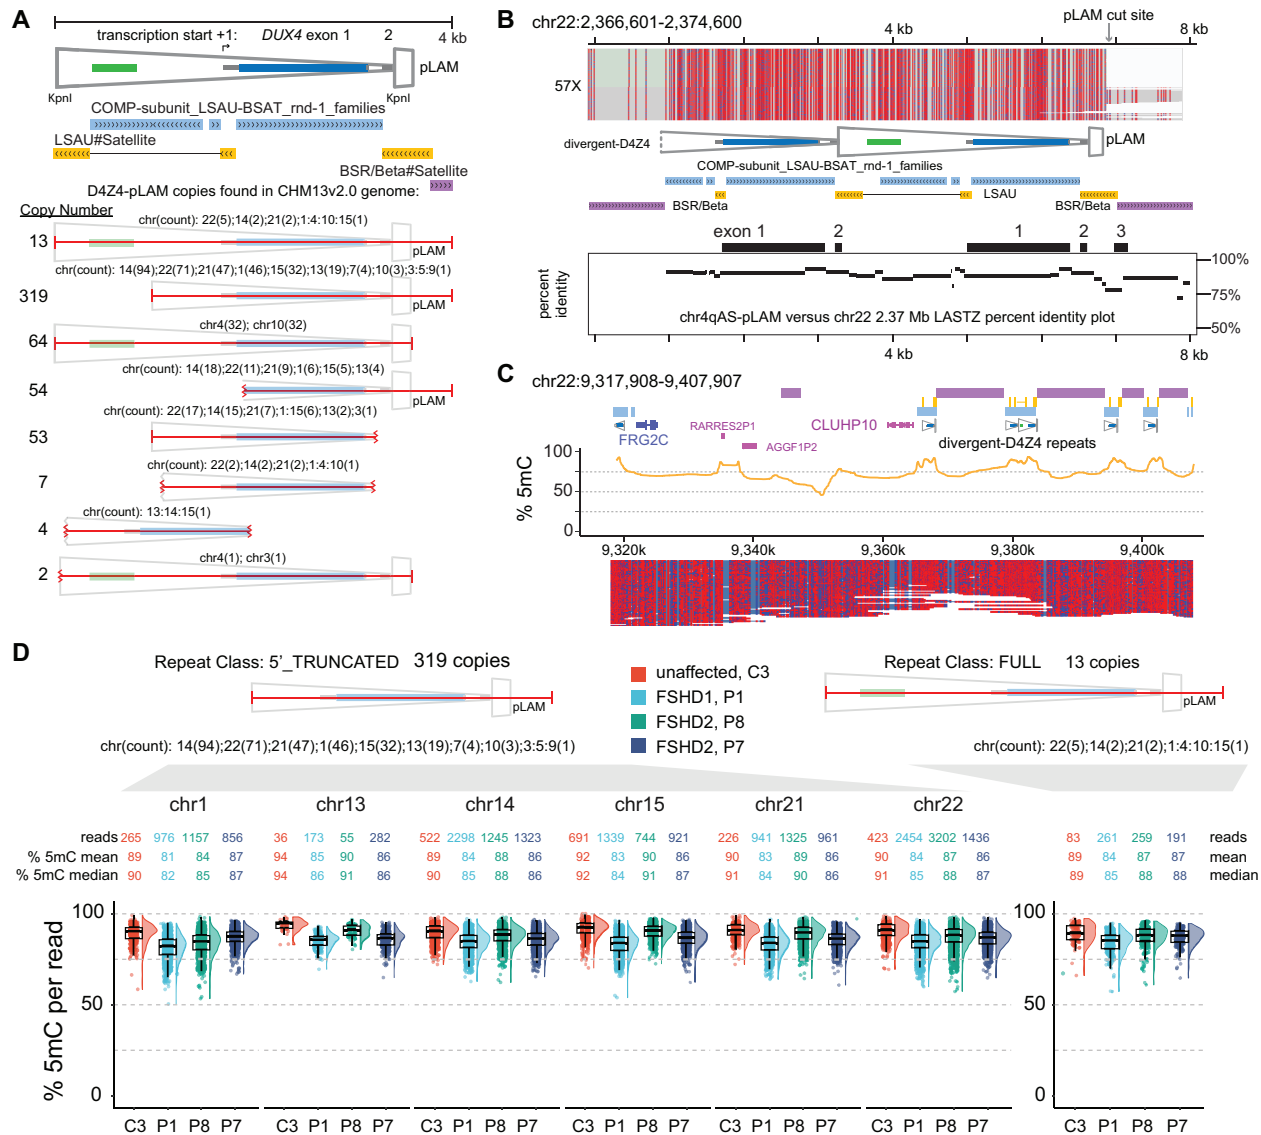 A
transcription start +1:
DUX4 exon 1
2
4 kb
pLAM
KpnI
KpnI
COMP-subunit_LSAU-BSAT_rnd-1_families
LSAU#Satellite
BSR/Beta#Satellite
D4Z4-pLAM copies found in CHM13v2.0 genome:
Copy Number
chr(count): 22(5);14(2);21(2);1:4:10:15(1)
13
pLAM
chr(count): 14(94);22(71);21(47);1(46);15(32);13(19);7(4);10(3);3:5:9(1)
319
pLAM
chr4(32); chr10(32)
64
chr(count): 14(18);22(11);21(9);1(6);15(5);13(4)
54
pLAM
chr(count): 22(17);14(15);21(7);1:15(6);13(2);3(1)
53
chr(count): 22(2);14(2);21(2);1:4:10(1)
7
chr(count): 13:14:15(1)
4
chr4(1); chr3(1)
2
B
chr22:2,366,601-2,374,600
pLAM cut site
4 kb
8 kb
57X
divergent-D4Z4
pLAM
COMP-subunit_LSAU-BSAT_rnd-1_families
BSR/Beta
LSAU
BSR/Beta
exon 1
2
1
2
3
percent identity
100%
75%
50%
chr4qAS-pLAM versus chr22 2.37 Mb LASTZ percent identity plot
4 kb
8 kb
C
chr22:9,317,908-9,407,907
FRG2C
RARRES2P1
AGGF1P2
CLUHP10
divergent-D4Z4 repeats
% 5mC
100
50
0
9,320k
9,340k
9,360k
9,380k
9,400k
D
Repeat Class: 5'_TRUNCATED 319 copies
pLAM
chr(count): 14(94);22(71);21(47);1(46);15(32);13(19);7(4);10(3);3:5:9(1)
unaffected, C3
FSHD1, P1
FSHD2, P8
FSHD2, P7
Repeat Class: FULL 13 copies
pLAM
chr(count): 22(5);14(2);21(2);1:4:10:15(1)
chr1 chr13 chr14 chr15 chr21 chr22
reads 265 976 1157 856 36 173 55 282 522 2298 1245 1323 691 1339 744 921 226 941 1325 961 423 2454 3202 1436 83 261 259 191 reads
% 5mC mean 89 81 84 87 94 85 90 86 89 84 88 86 92 83 90 86 90 83 89 86 90 84 87 86 89 84 87 87 mean
% 5mC median 90 82 85 87 94 86 91 86 90 85 88 86 92 84 91 87 91 84 90 86 91 85 88 87 89 85 88 88 median
% 5mC per read
100
50
0
100
50
0
C3 P1 P8 P7 C3 P1 P8 P7 C3 P1 P8 P7 C3 P1 P8 P7 C3 P1 P8 P7 C3 P1 P8 P7 C3 P1 P8 P7